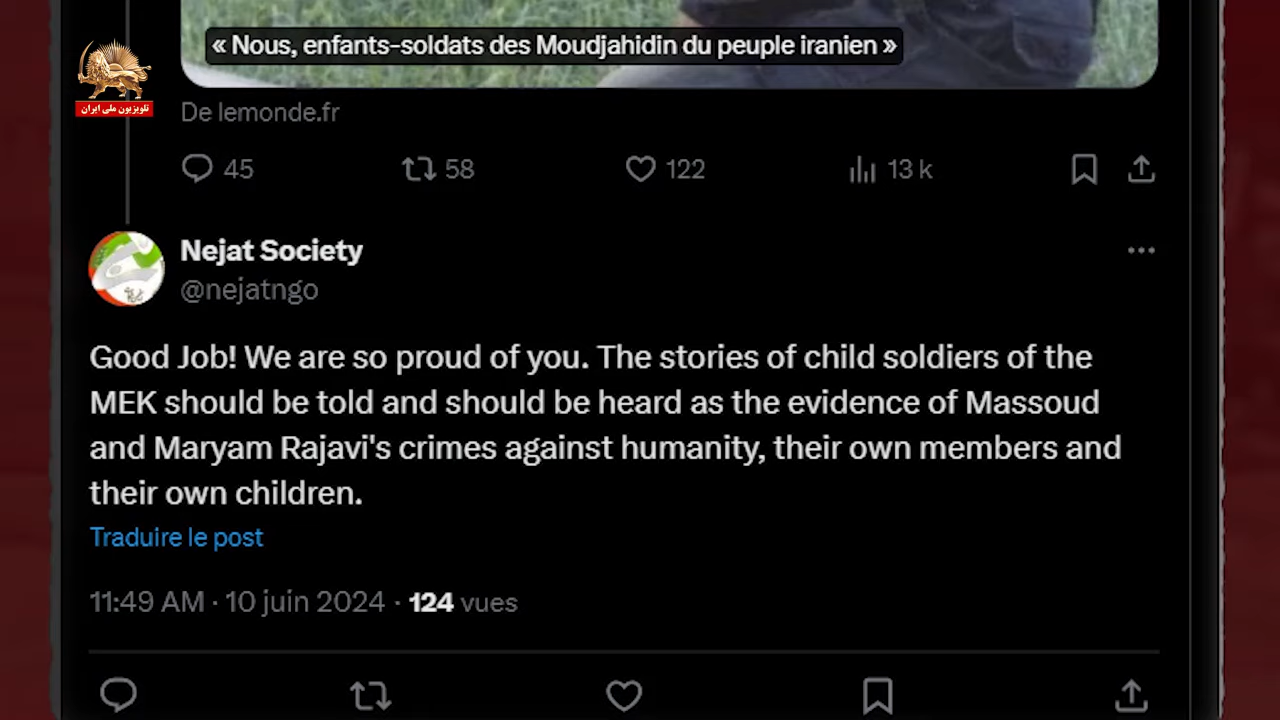 « Nous, enfants-soldats des Moudjahidin du peuple iranien »
تلویزیون ملی ایران
De lemonde.fr
45 58 122 13 k
Nejat Society
@nejatngo
Good Job! We are so proud of you. The stories of child soldiers of the
MEK should be told and should be heard as the evidence of Massoud
and Maryam Rajavi's crimes against humanity, their own members and
their own children.
Traduire le post
11:49 AM · 10 juin 2024 · 124 vues